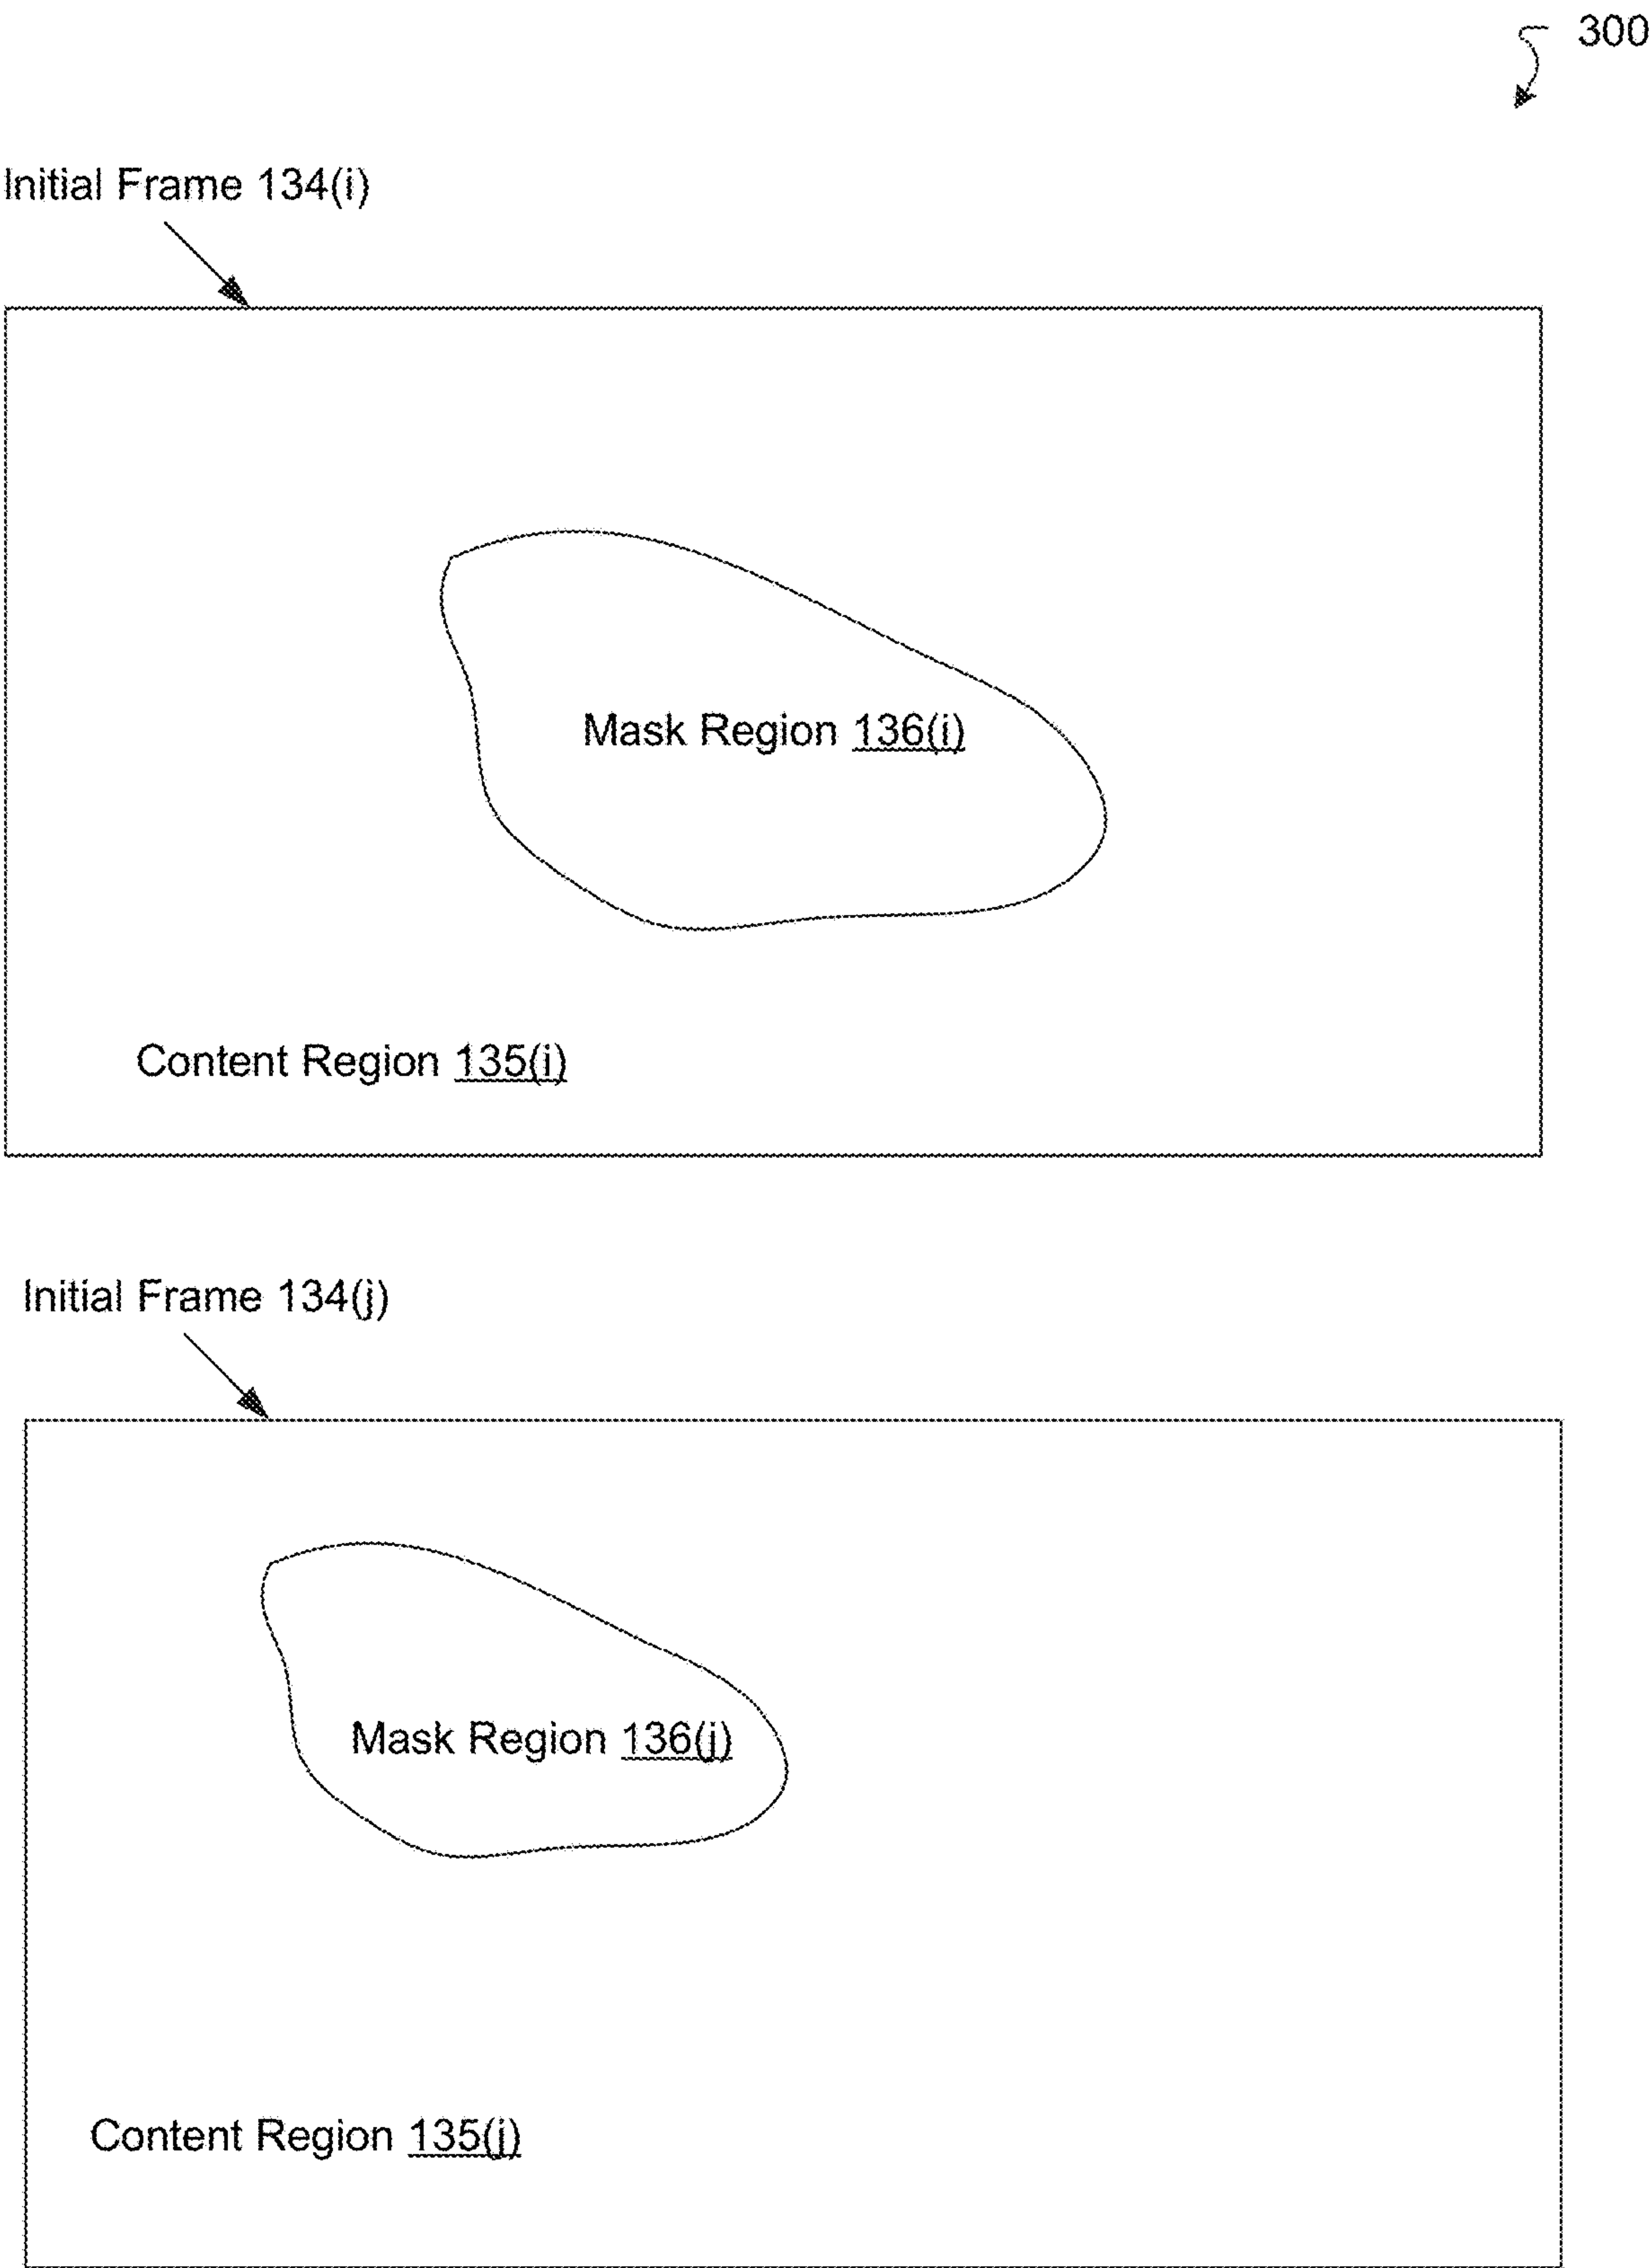 300
Initial Frame 134(i)
Mask Region 136(i)
Content Region 135(i)
Initial Frame 134(j)
Mask Region 136(j)
Content Region 135(j)